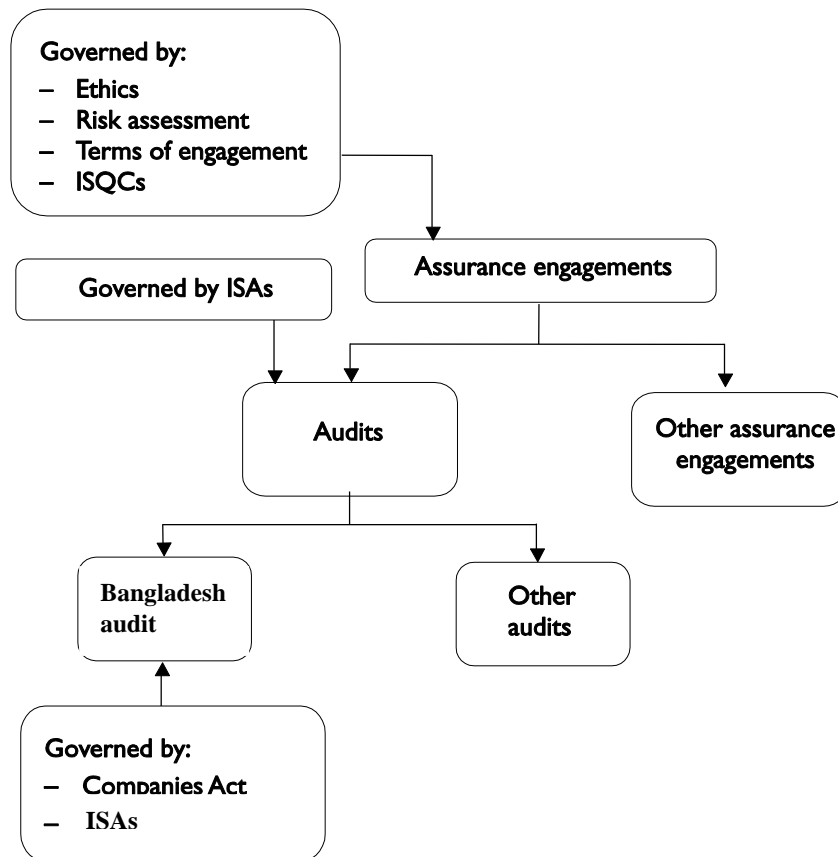 Governed by:
– Ethics
– Risk assessment
– Terms of engagement
– ISQCs
Assurance engagements
Governed by ISAs
Audits
Other assurance
engagements
Bangladesh
audit
Other
audits
Governed by:
– Companies Act
– ISAs